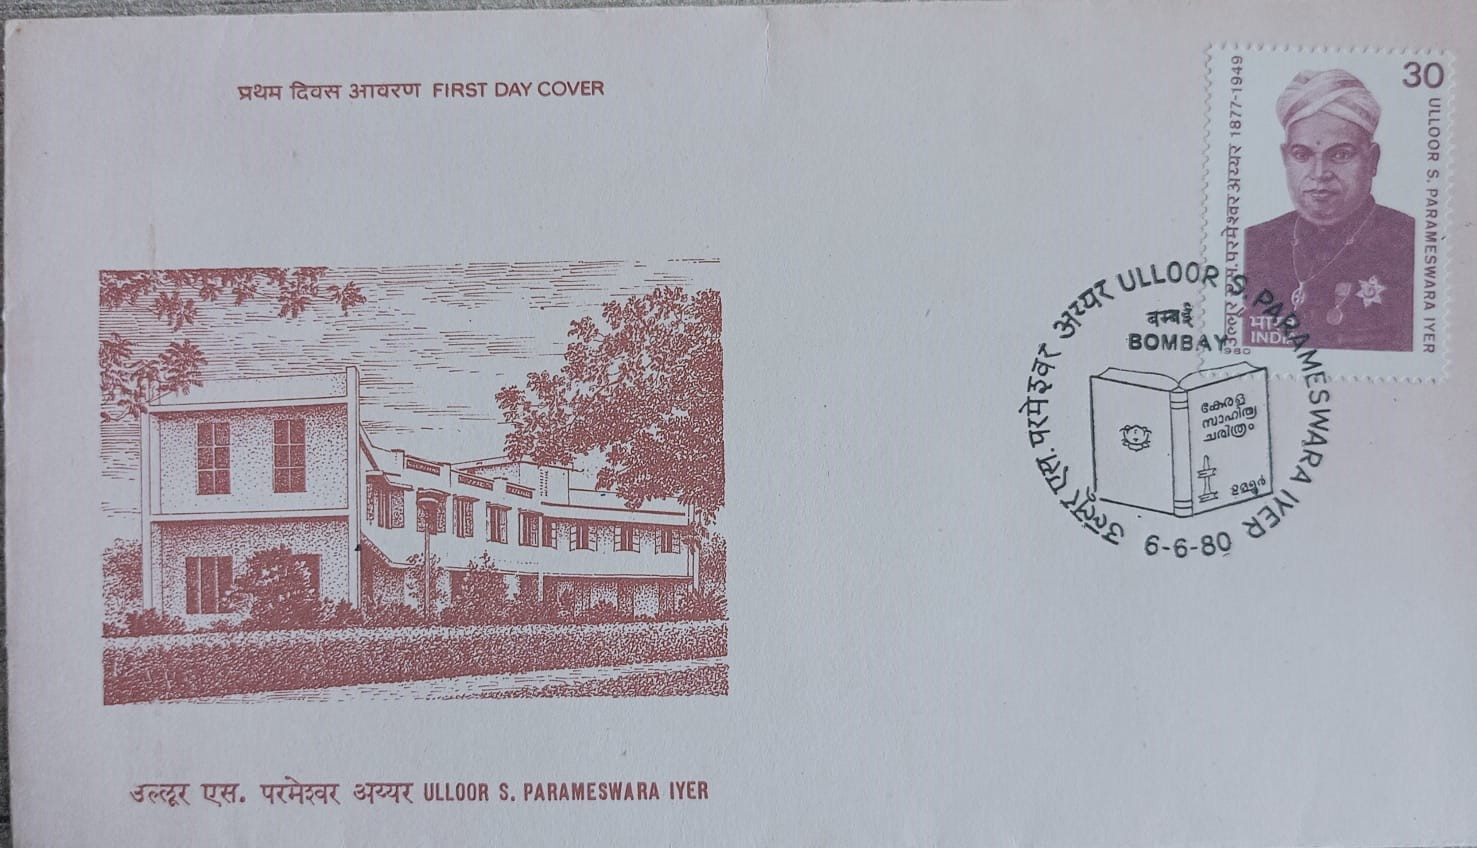 प्रथम दिवस आवरण FIRST DAY COVER
30
ULLOOR S. PARAMESWARA IYER
उल्लूर एस. परमेश्वर अय्यर 1877-1949
भारत
INDIA
1980
उल्लूर एस. परमेश्वर अय्यर ULLOOR S. PARAMESWARA IYER
बम्बई
BOMBAY
കേരള
സാഹിത്യ
ചരിത്രം
ഉള്ളൂർ
6-6-80
उल्लूर एस. परमेश्वर अय्यर ULLOOR S. PARAMESWARA IYER